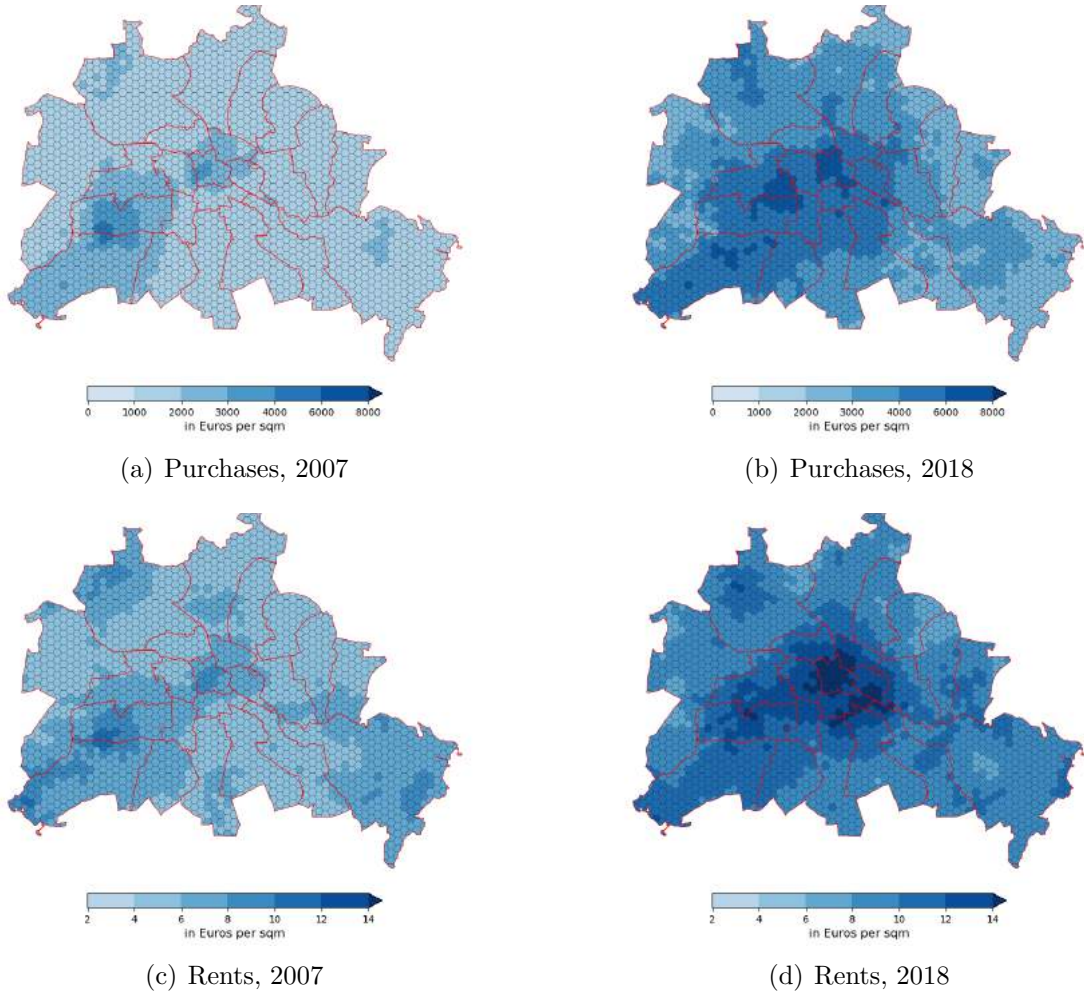 0 1000 2000 3000 4000 6000 8000
in Euros per sqm
(a) Purchases, 2007
0 1000 2000 3000 4000 6000 8000
in Euros per sqm
(b) Purchases, 2018
2 4 6 8 10 12 14
in Euros per sqm
(c) Rents, 2007
2 4 6 8 10 12 14
in Euros per sqm
(d) Rents, 2018